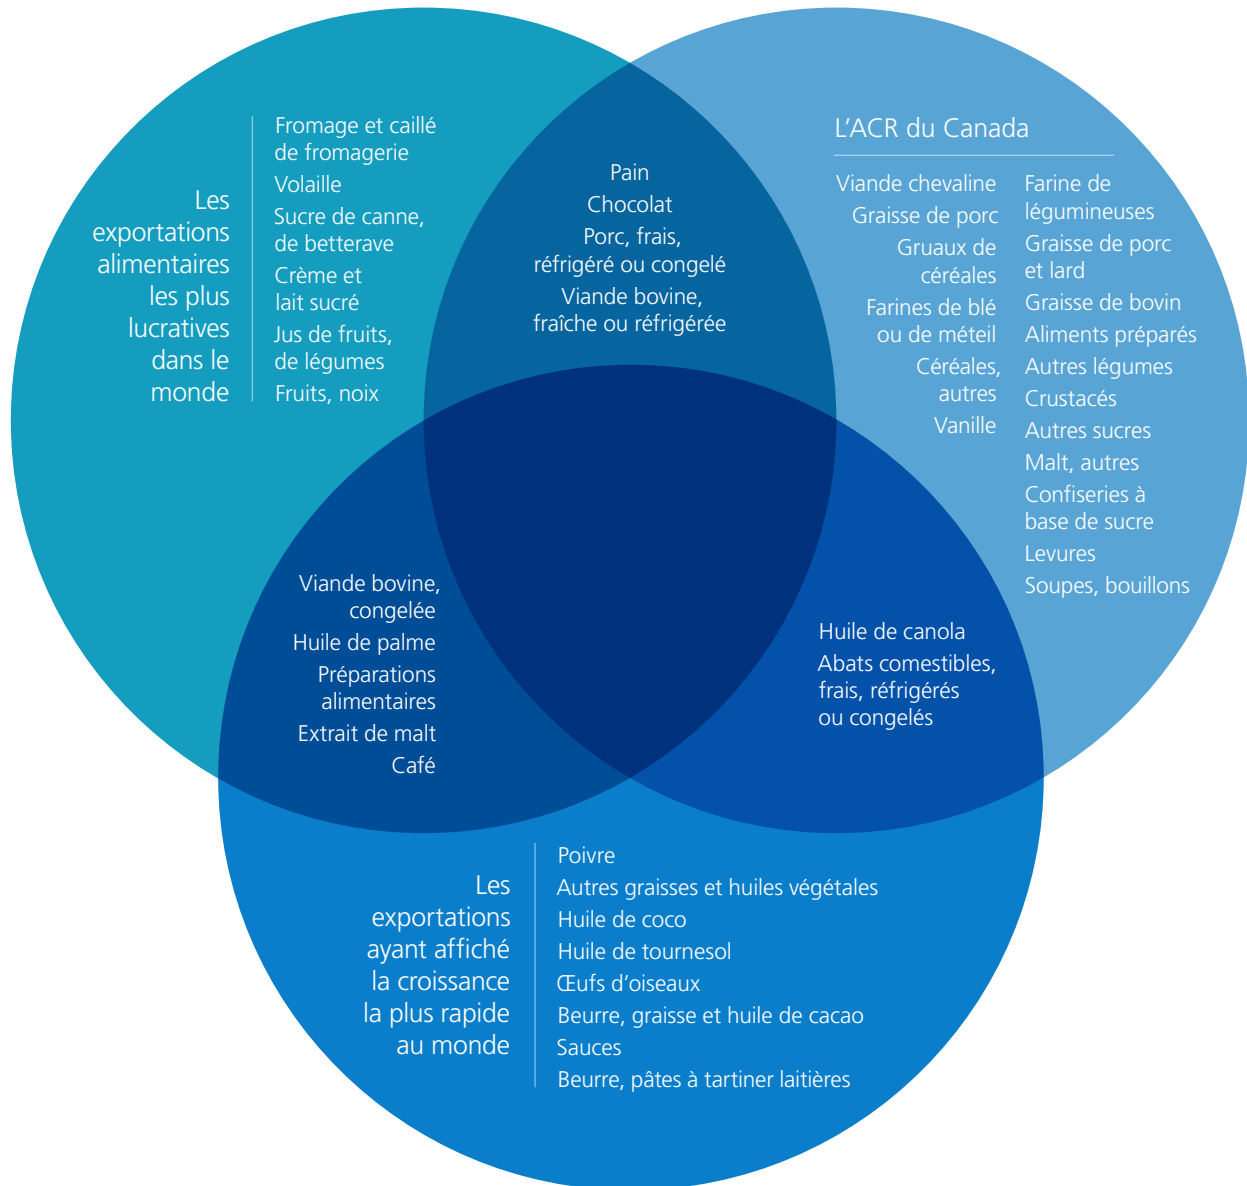 Les
exportations
alimentaires
les plus
lucratives
dans le
monde
Fromage et caillé
de fromagerie
Volaille
Sucre de canne,
de betterave
Crème et
lait sucré
Jus de fruits,
de légumes
Fruits, noix
Pain
Chocolat
Porc, frais,
réfrigéré ou congelé
Viande bovine,
fraîche ou réfrigérée
L’ACR du Canada
Viande chevaline
Graisse de porc
Gruaux de
céréales
Farines de blé
ou de méteil
Céréales,
autres
Vanille
Farine de
légumineuses
Graisse de porc
et lard
Graisse de bovin
Aliments préparés
Autres légumes
Crustacés
Autres sucres
Malt, autres
Confiseries à
base de sucre
Levures
Soupes, bouillons
Viande bovine,
congelée
Huile de palme
Préparations
alimentaires
Extrait de malt
Café
Huile de canola
Abats comestibles,
frais, réfrigérés
ou congelés
Les
exportations
ayant affiché
la croissance
la plus rapide
au monde
Poivre
Autres graisses et huiles végétales
Huile de coco
Huile de tournesol
Œufs d’oiseaux
Beurre, graisse et huile de cacao
Sauces
Beurre, pâtes à tartiner laitières